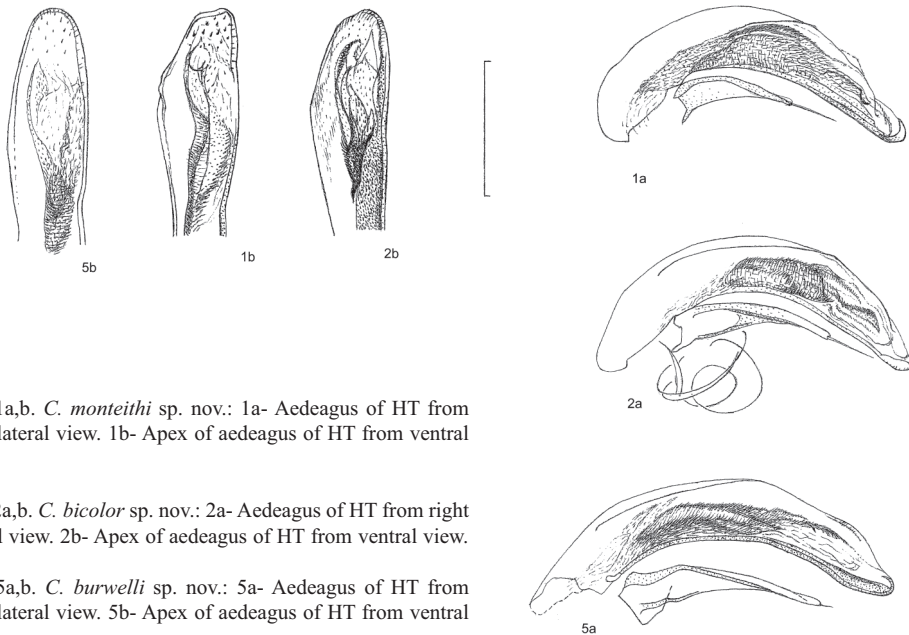 5b
1b
2b
1a
2a
5a
1a,b. C. monteithi sp. nov.: 1a- Aedeagus of HT from
lateral view. 1b- Apex of aedeagus of HT from ventral
2a,b. C. bicolor sp. nov.: 2a- Aedeagus of HT from right
view. 2b- Apex of aedeagus of HT from ventral view.
5a,b. C. burwelli sp. nov.: 5a- Aedeagus of HT from
lateral view. 5b- Apex of aedeagus of HT from ventral